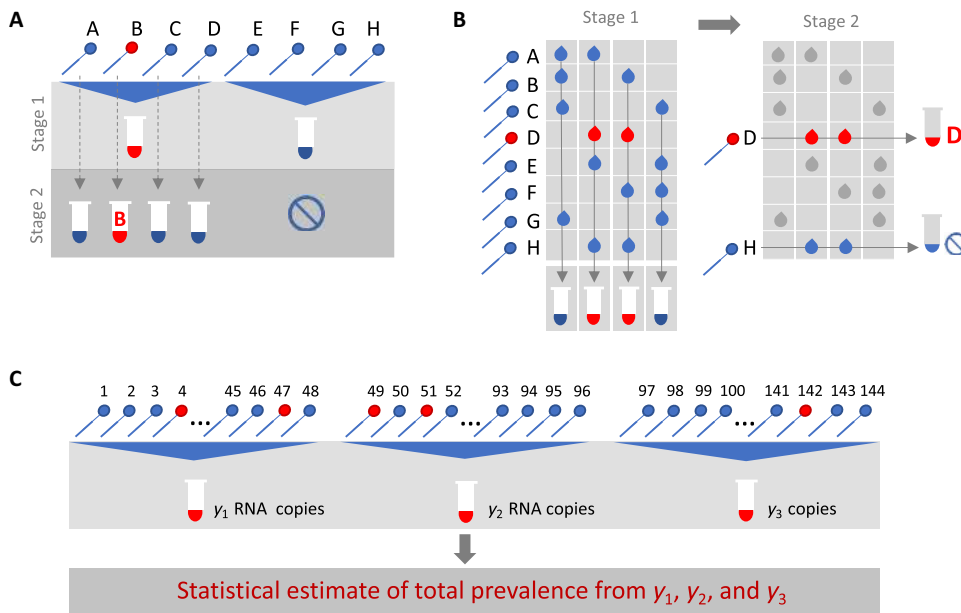 A
A B C D E F G H
Stage 1
Stage 2
B
B
Stage 1
Stage 2
A
B
C
D
E
F
G
H
D
D
H
C
1 2 3 4 ... 45 46 47 48
49 50 51 52 ... 93 94 95 96
97 98 99 100 ... 141 142 143 144
y₁ RNA copies
y₂ RNA copies
y₃ copies
Statistical estimate of total prevalence from y₁, y₂, and y₃